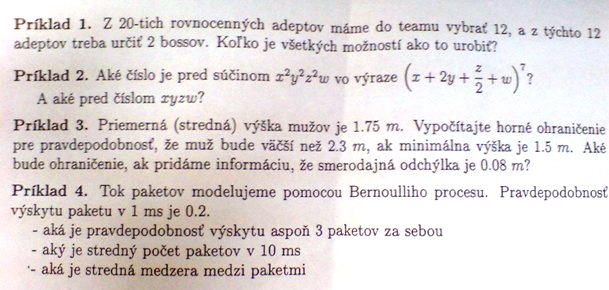 Príklad 1. Z 20-tich rovnocenných adeptov máme do teamu vybrať 12, a z týchto 12
adeptov treba určiť 2 bossov. Koľko je všetkých možností ako to urobiť?
Príklad 2. Aké číslo je pred súčinom x²y²z²w vo výraze (x + 2y + z/2 + w)⁷?
A aké pred číslom xyzw?
Príklad 3. Priemerná (stredná) výška mužov je 1.75 m. Vypočítajte horné ohraničenie
pre pravdepodobnosť, že muž bude väčší než 2.3 m, ak minimálna výška je 1.5 m. Aké
bude ohraničenie, ak pridáme informáciu, že smerodajná odchýlka je 0.08 m?
Príklad 4. Tok paketov modelujeme pomocou Bernoulliho procesu. Pravdepodobnosť
výskytu paketu v 1 ms je 0.2.
- aká je pravdepodobnosť výskytu aspoň 3 paketov za sebou
- aký je stredný počet paketov v 10 ms
- aká je stredná medzera medzi paketmi